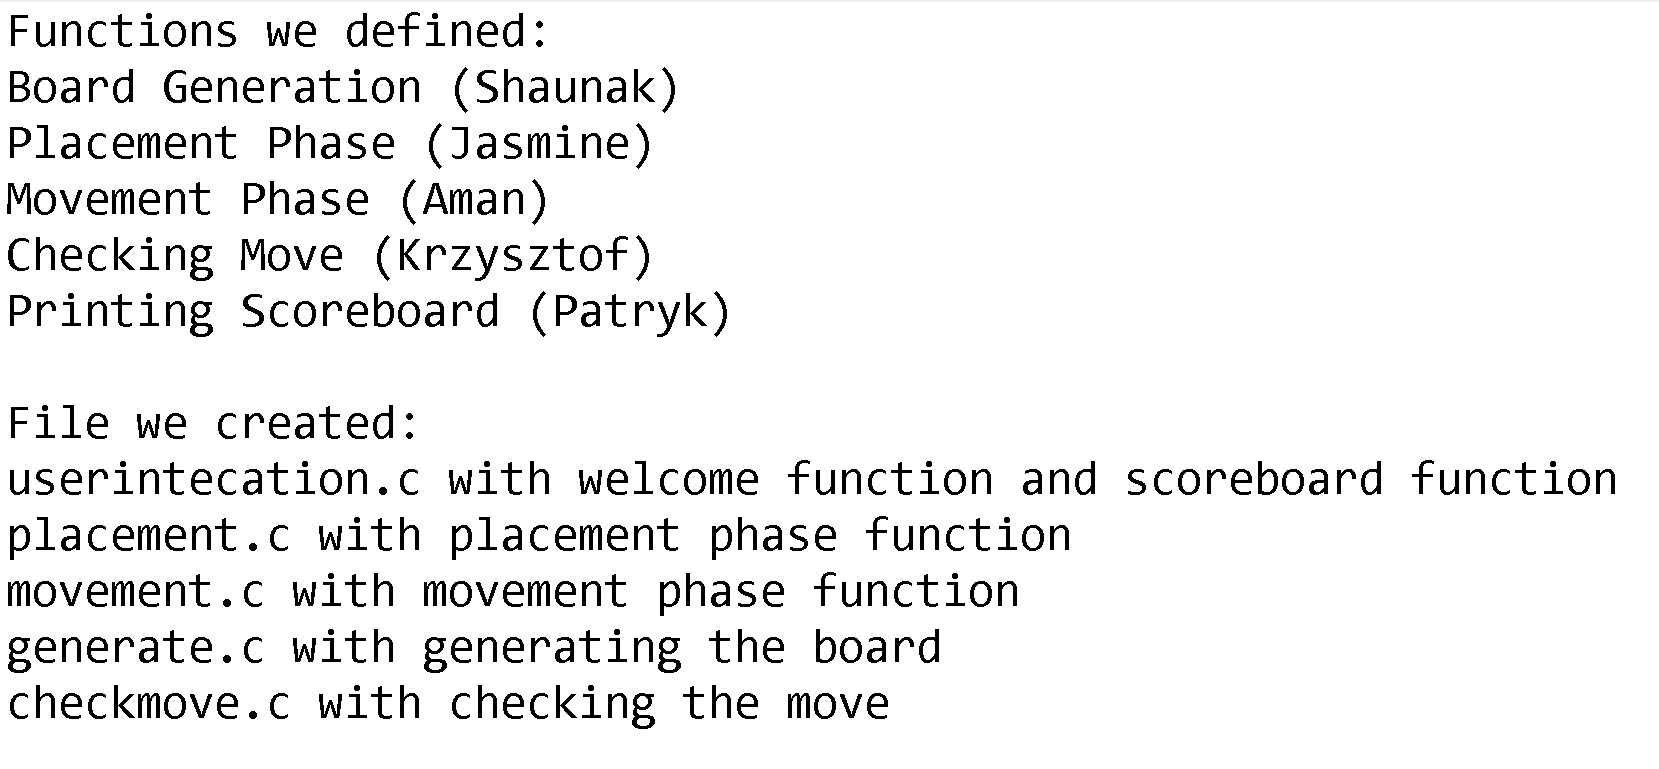 Functions we defined:
Board Generation (Shaunak)
Placement Phase (Jasmine)
Movement Phase (Aman)
Checking Move (Krzysztof)
Printing Scoreboard (Patryk)

File we created:
userintecation.c with welcome function and scoreboard function
placement.c with placement phase function
movement.c with movement phase function
generate.c with generating the board
checkmove.c with checking the move